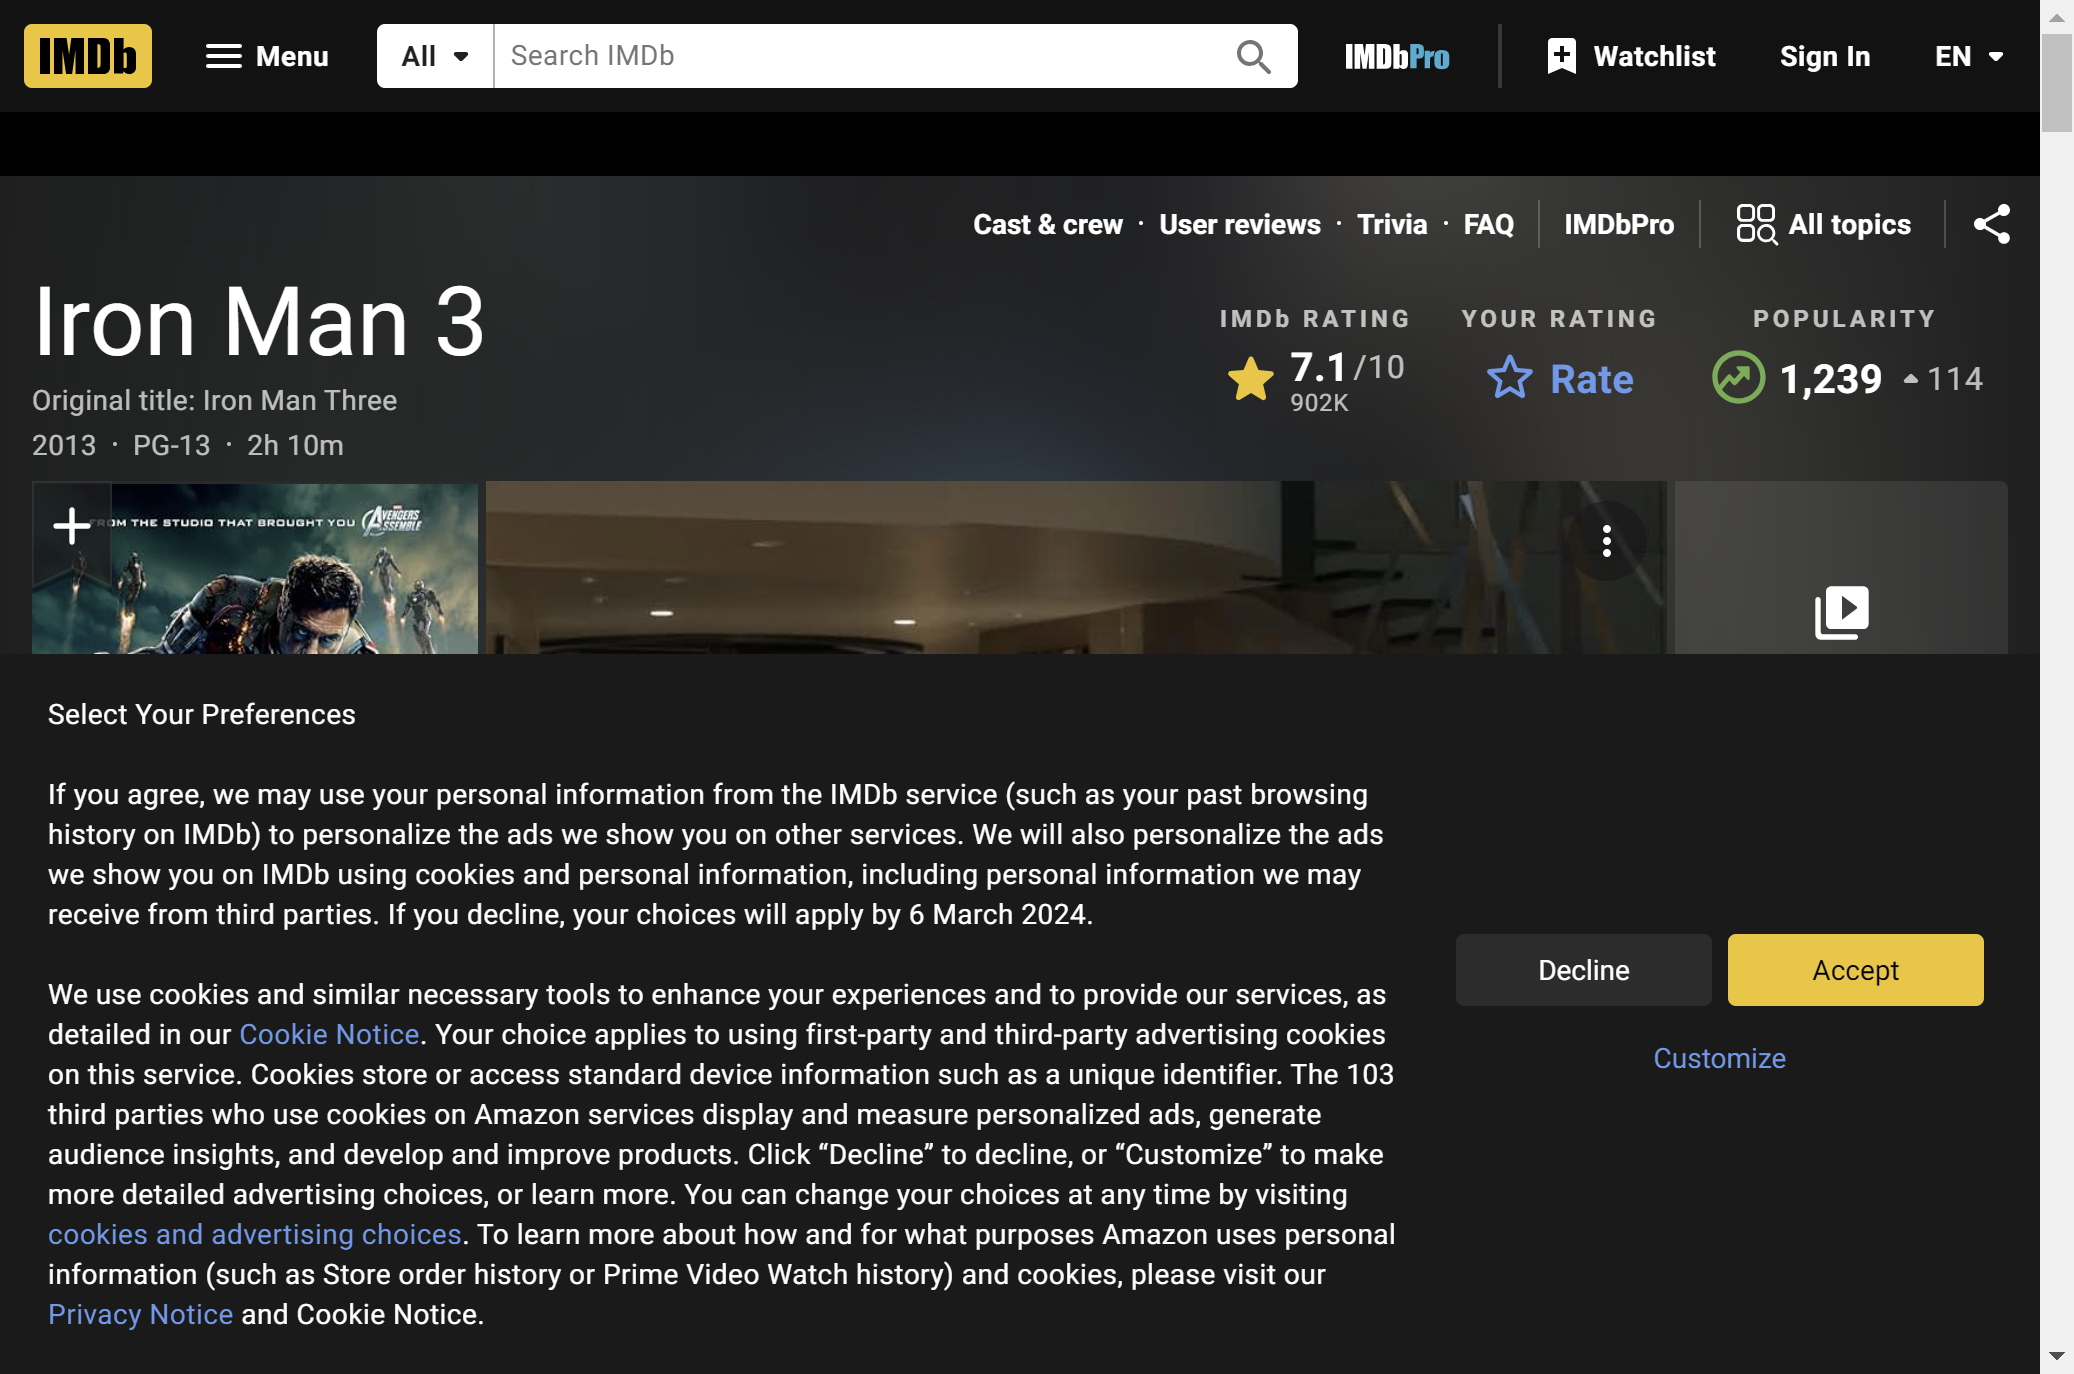 IMDb
Menu
All
Search IMDb
IMDbPro
Watchlist
Sign In
EN
Cast & crew · User reviews · Trivia · FAQ
IMDbPro
All topics
Iron Man 3
Original title: Iron Man Three
2013 · PG-13 · 2h 10m
IMDb RATING
7.1/10
902K
YOUR RATING
Rate
POPULARITY
1,239
114
FROM THE STUDIO THAT BROUGHT YOU AVENGERS ASSEMBLE
Select Your Preferences
If you agree, we may use your personal information from the IMDb service (such as your past browsing
history on IMDb) to personalize the ads we show you on other services. We will also personalize the ads
we show you on IMDb using cookies and personal information, including personal information we may
receive from third parties. If you decline, your choices will apply by 6 March 2024.
We use cookies and similar necessary tools to enhance your experiences and to provide our services, as
detailed in our Cookie Notice. Your choice applies to using first-party and third-party advertising cookies
on this service. Cookies store or access standard device information such as a unique identifier. The 103
third parties who use cookies on Amazon services display and measure personalized ads, generate
audience insights, and develop and improve products. Click “Decline” to decline, or “Customize” to make
more detailed advertising choices, or learn more. You can change your choices at any time by visiting
cookies and advertising choices. To learn more about how and for what purposes Amazon uses personal
information (such as Store order history or Prime Video Watch history) and cookies, please visit our
Privacy Notice and Cookie Notice.
Decline
Accept
Customize